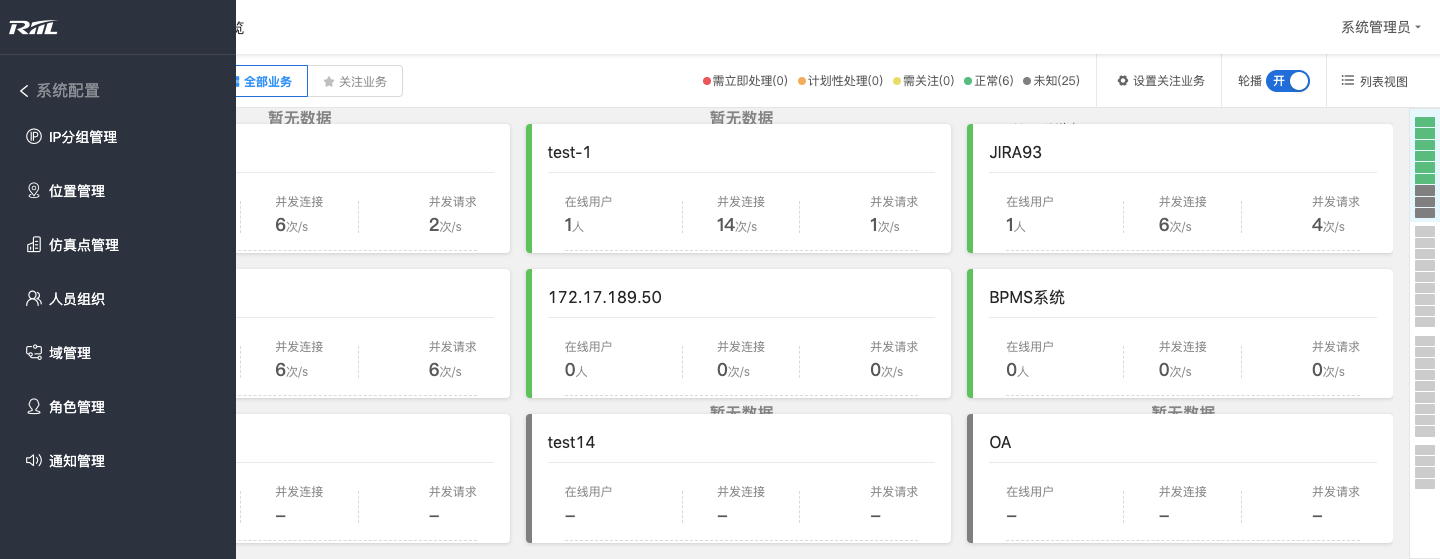 RIIL
览
系统管理员
系统配置
全部业务
关注业务
需立即处理(0)
计划性处理(0)
需关注(0)
正常(6)
未知(25)
设置关注业务
轮播
开
列表视图
IP分组管理
位置管理
仿真点管理
人员组织
域管理
角色管理
通知管理
暂无数据
暂无数据
并发连接
并发请求
6次/s
2次/s
test-1
在线用户
并发连接
并发请求
1人
14次/s
1次/s
JIRA93
在线用户
并发连接
并发请求
1人
6次/s
4次/s
并发连接
并发请求
6次/s
6次/s
172.17.189.50
在线用户
并发连接
并发请求
0人
0次/s
0次/s
BPMS系统
在线用户
并发连接
并发请求
0人
0次/s
0次/s
暂无数据
暂无数据
并发连接
并发请求
–
–
test14
在线用户
并发连接
并发请求
–
–
–
OA
在线用户
并发连接
并发请求
–
–
–